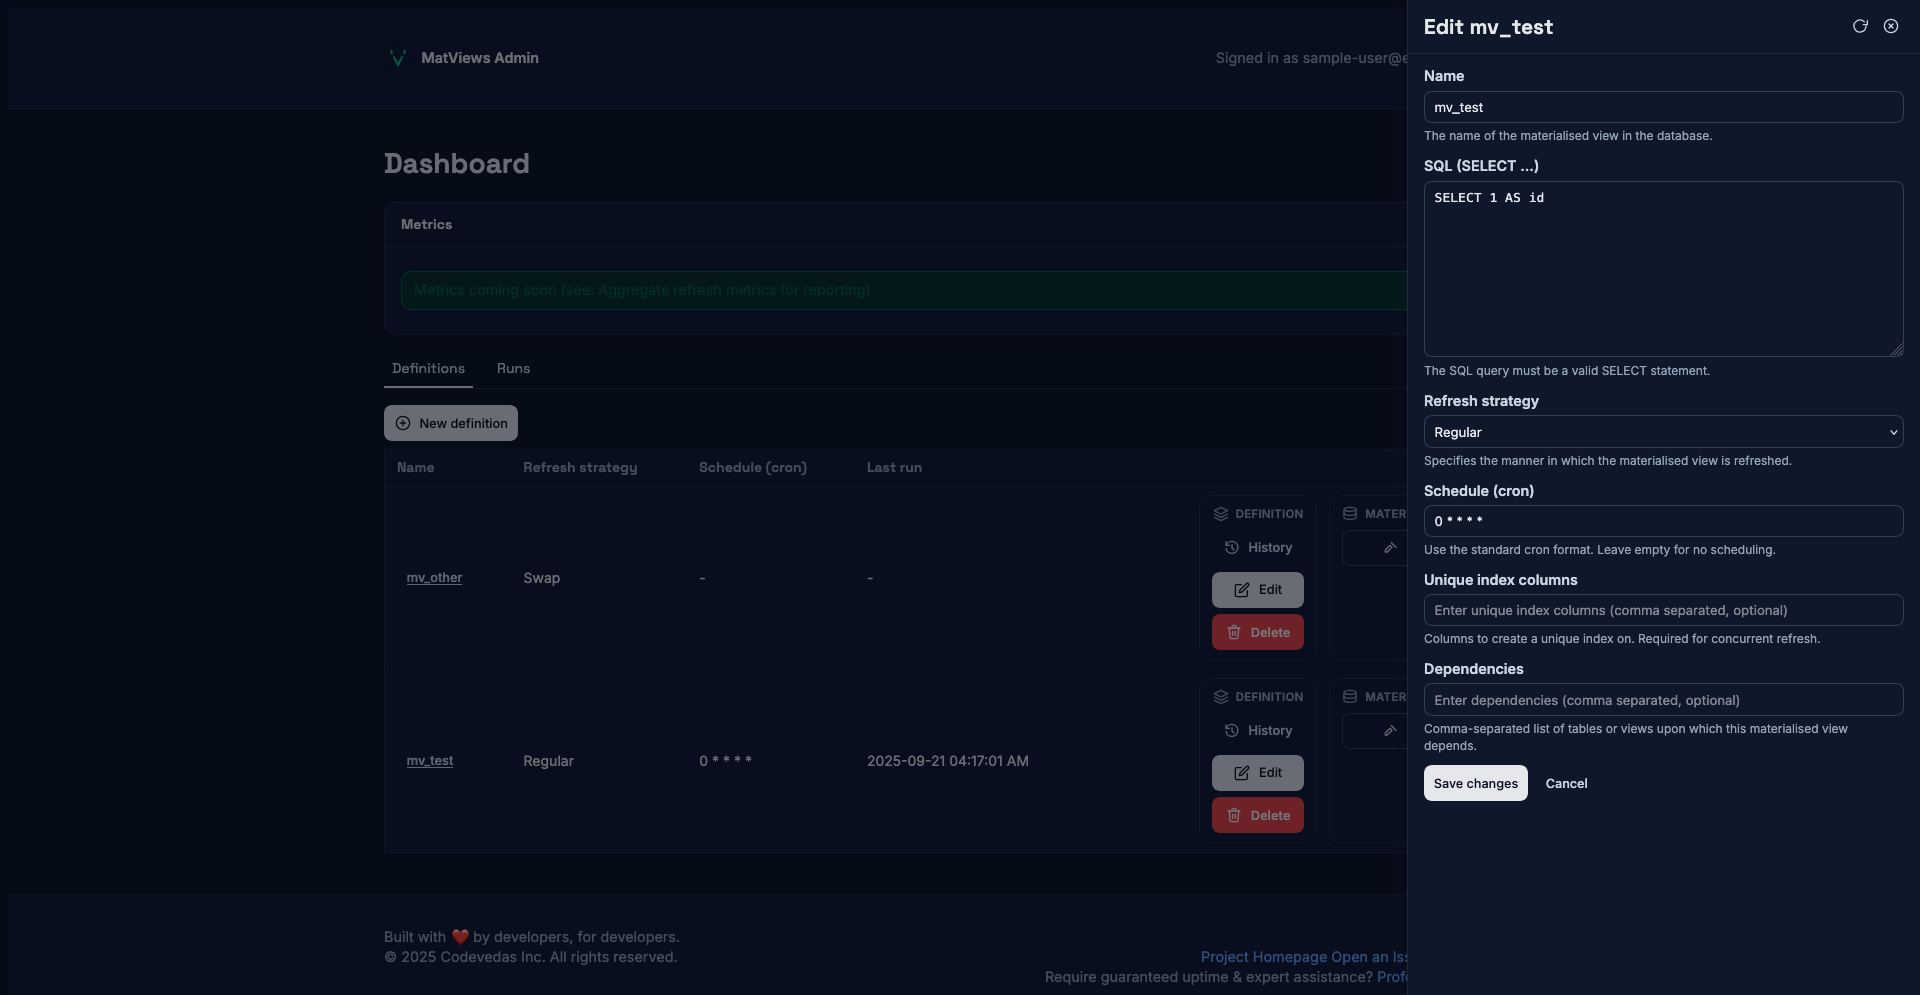 MatViews Admin
Signed in as sample-user@e
Dashboard
Metrics
Metrics coming soon (see: Aggregate refresh metrics for reporting).
Definitions
Runs
New definition
Name
Refresh strategy
Schedule (cron)
Last run
mv_other
Swap
-
-
DEFINITION
History
Edit
Delete
MATER
mv_test
Regular
0 * * * *
2025-09-21 04:17:01 AM
DEFINITION
History
Edit
Delete
MATER
Built with ❤️ by developers, for developers.
© 2025 Codevedas Inc. All rights reserved.
Project Homepage Open an Iss
Require guaranteed uptime & expert assistance? Profe
Edit mv_test
Name
mv_test
The name of the materialised view in the database.
SQL (SELECT ...)
SELECT 1 AS id
The SQL query must be a valid SELECT statement.
Refresh strategy
Regular
Specifies the manner in which the materialised view is refreshed.
Schedule (cron)
0 * * * *
Use the standard cron format. Leave empty for no scheduling.
Unique index columns
Enter unique index columns (comma separated, optional)
Columns to create a unique index on. Required for concurrent refresh.
Dependencies
Enter dependencies (comma separated, optional)
Comma-separated list of tables or views upon which this materialised view
depends.
Save changes
Cancel